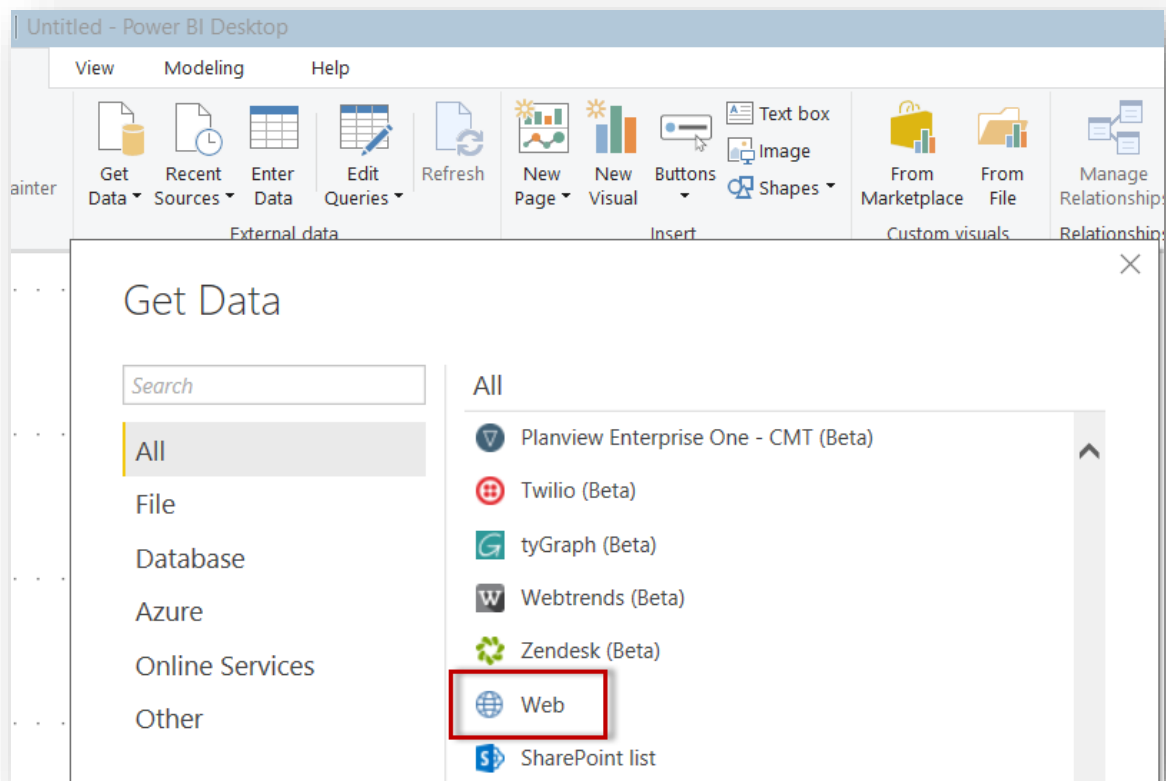 Untitled - Power BI Desktop
View Modeling Help
ainter
Get Data
Recent Sources
Enter Data
Edit Queries
Refresh
New Page
New Visual
Buttons
Text box
Image
Shapes
From Marketplace
From File
Manage Relationships
External data
Insert
Custom visuals
Relationships
Get Data
Search
All
File
Database
Azure
Online Services
Other
All
Planview Enterprise One - CMT (Beta)
Twilio (Beta)
tyGraph (Beta)
Webtrends (Beta)
Zendesk (Beta)
Web
SharePoint list